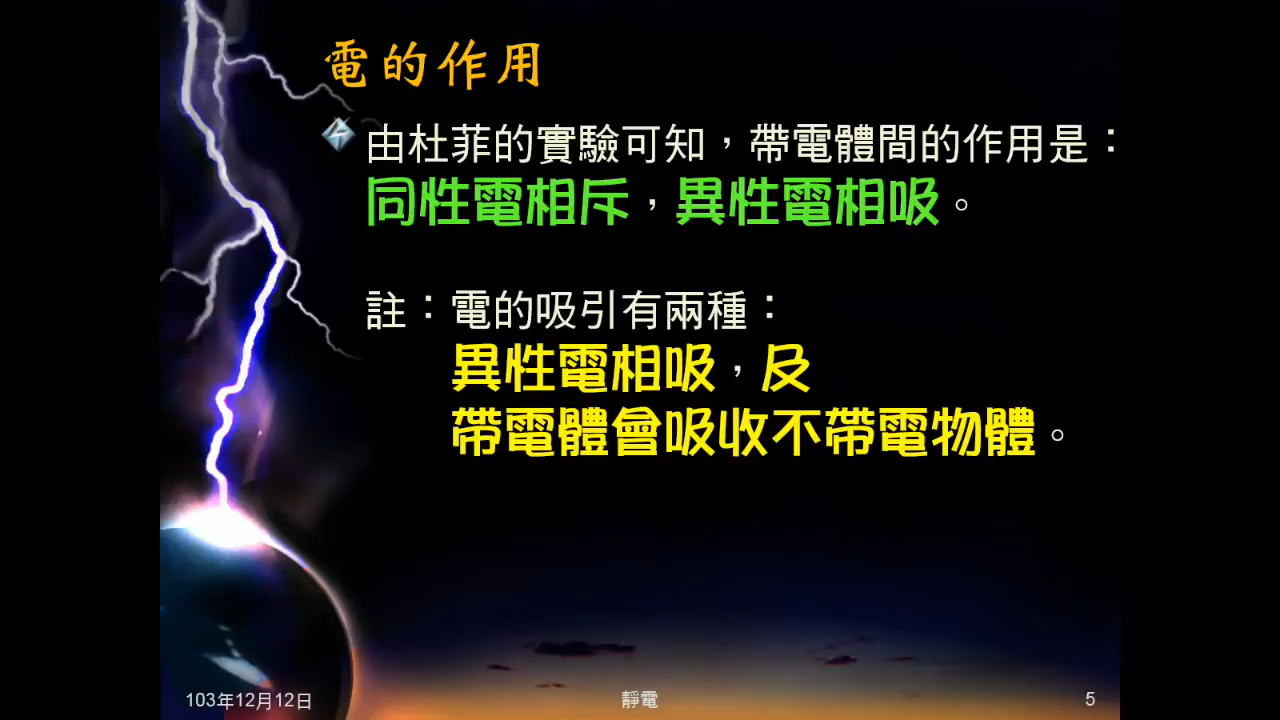 電的作用
由杜菲的實驗可知，帶電體間的作用是：
同性電相斥，異性電相吸。
註：電的吸引有兩種：
異性電相吸，及
帶電體會吸收不帶電物體。
103年12月12日
靜電
5